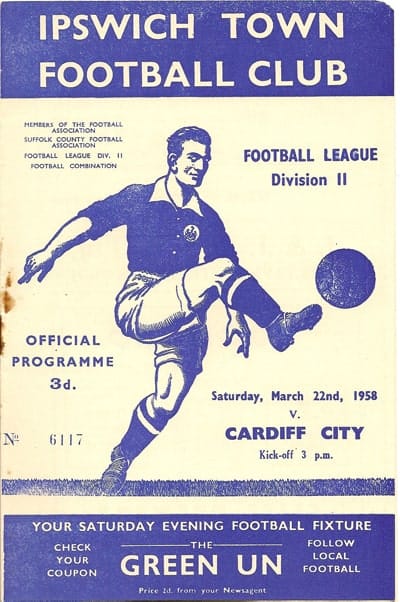 IPSWICH TOWN
FOOTBALL CLUB
MEMBERS OF THE FOOTBALL
ASSOCIATION
SUFFOLK COUNTY FOOTBALL
ASSOCIATION
FOOTBALL LEAGUE DIV. II
FOOTBALL COMBINATION
FOOTBALL LEAGUE
Division II
OFFICIAL
PROGRAMME
3d.
Nº 6117
Saturday, March 22nd, 1958
V.
CARDIFF CITY
Kick-off 3 p.m.
YOUR SATURDAY EVENING FOOTBALL FIXTURE
CHECK
YOUR
COUPON
THE
GREEN UN
FOLLOW
LOCAL
FOOTBALL
Price 2d. from your Newsagent